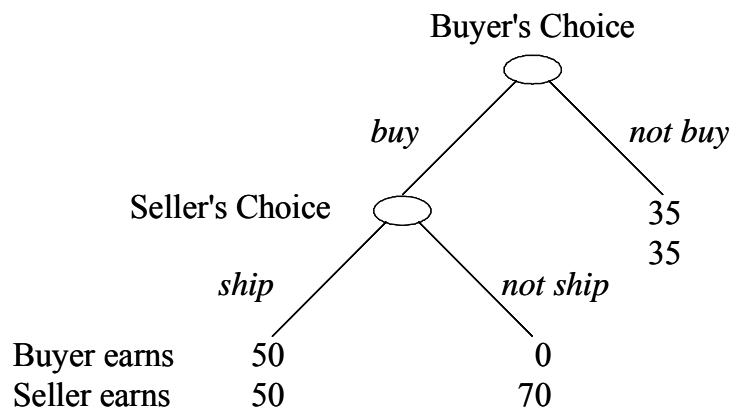 Buyer's Choice
buy
not buy
Seller's Choice
35
35
ship
not ship
Buyer earns 50 0
Seller earns 50 70